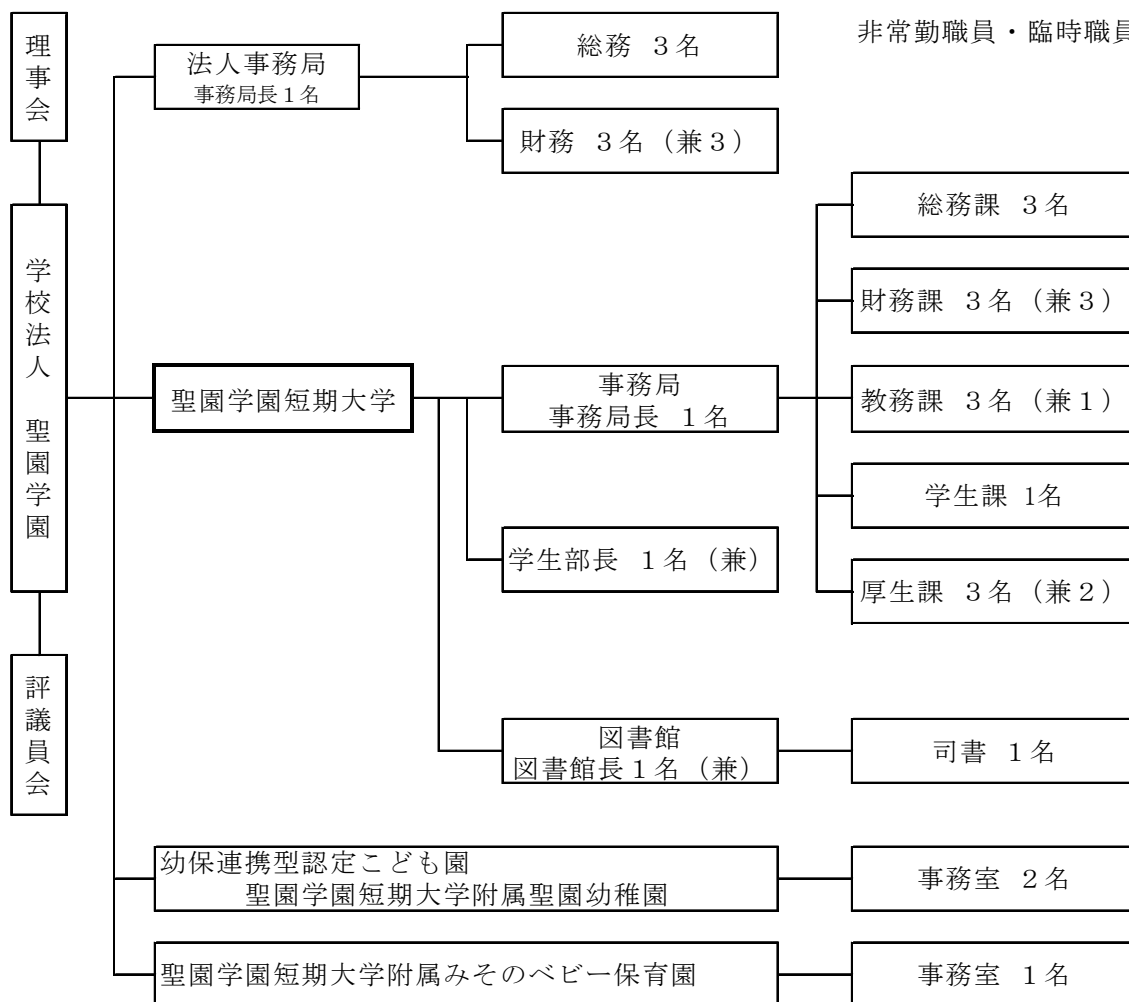 理事会
学校法人　聖園学園
評議員会
法人事務局
事務局長１名
総務 ３名
財務 ３名（兼３）
非常勤職員・臨時職員
聖園学園短期大学
事務局
事務局長 １名
総務課 ３名
財務課 ３名（兼３）
教務課 ３名（兼１）
学生課 1名
厚生課 ３名（兼２）
学生部長 １名（兼）
図書館
図書館長１名（兼）
司書 １名
幼保連携型認定こども園
聖園学園短期大学附属聖園幼稚園
事務室 ２名
聖園学園短期大学附属みそのベビー保育園
事務室 １名